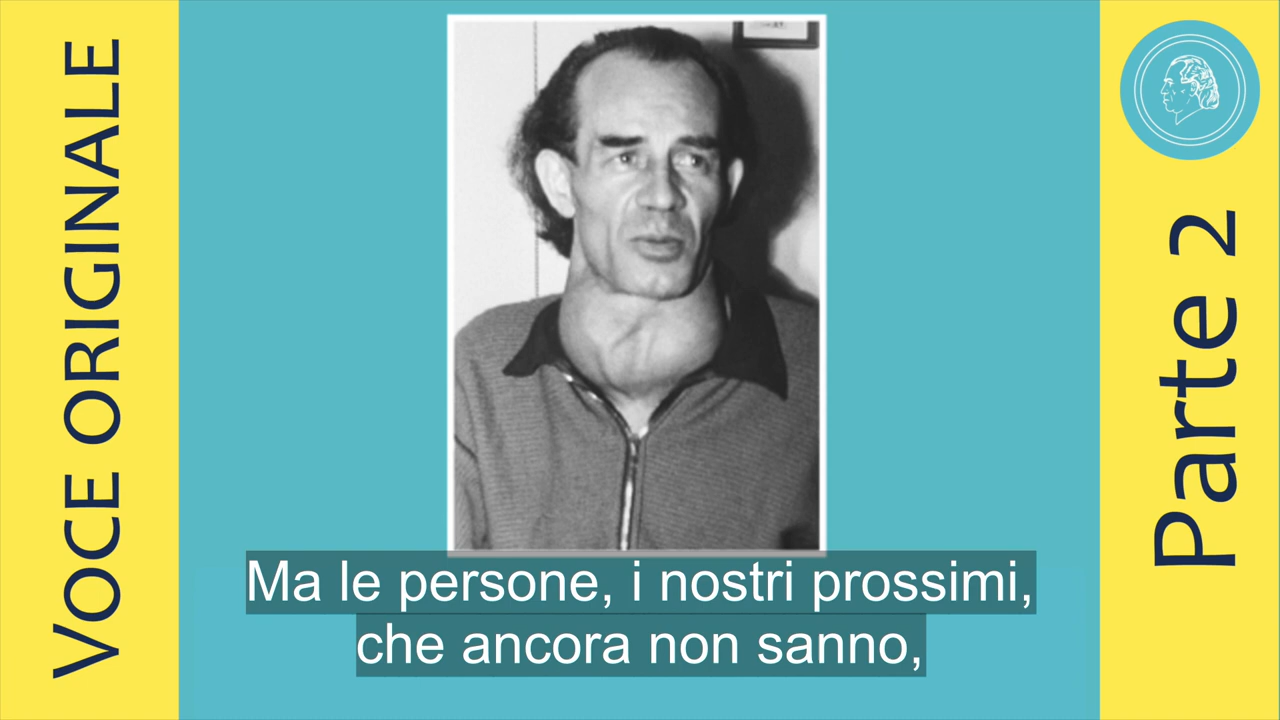 VOCE ORIGINALE
Parte 2
Ma le persone, i nostri prossimi,
che ancora non sanno,